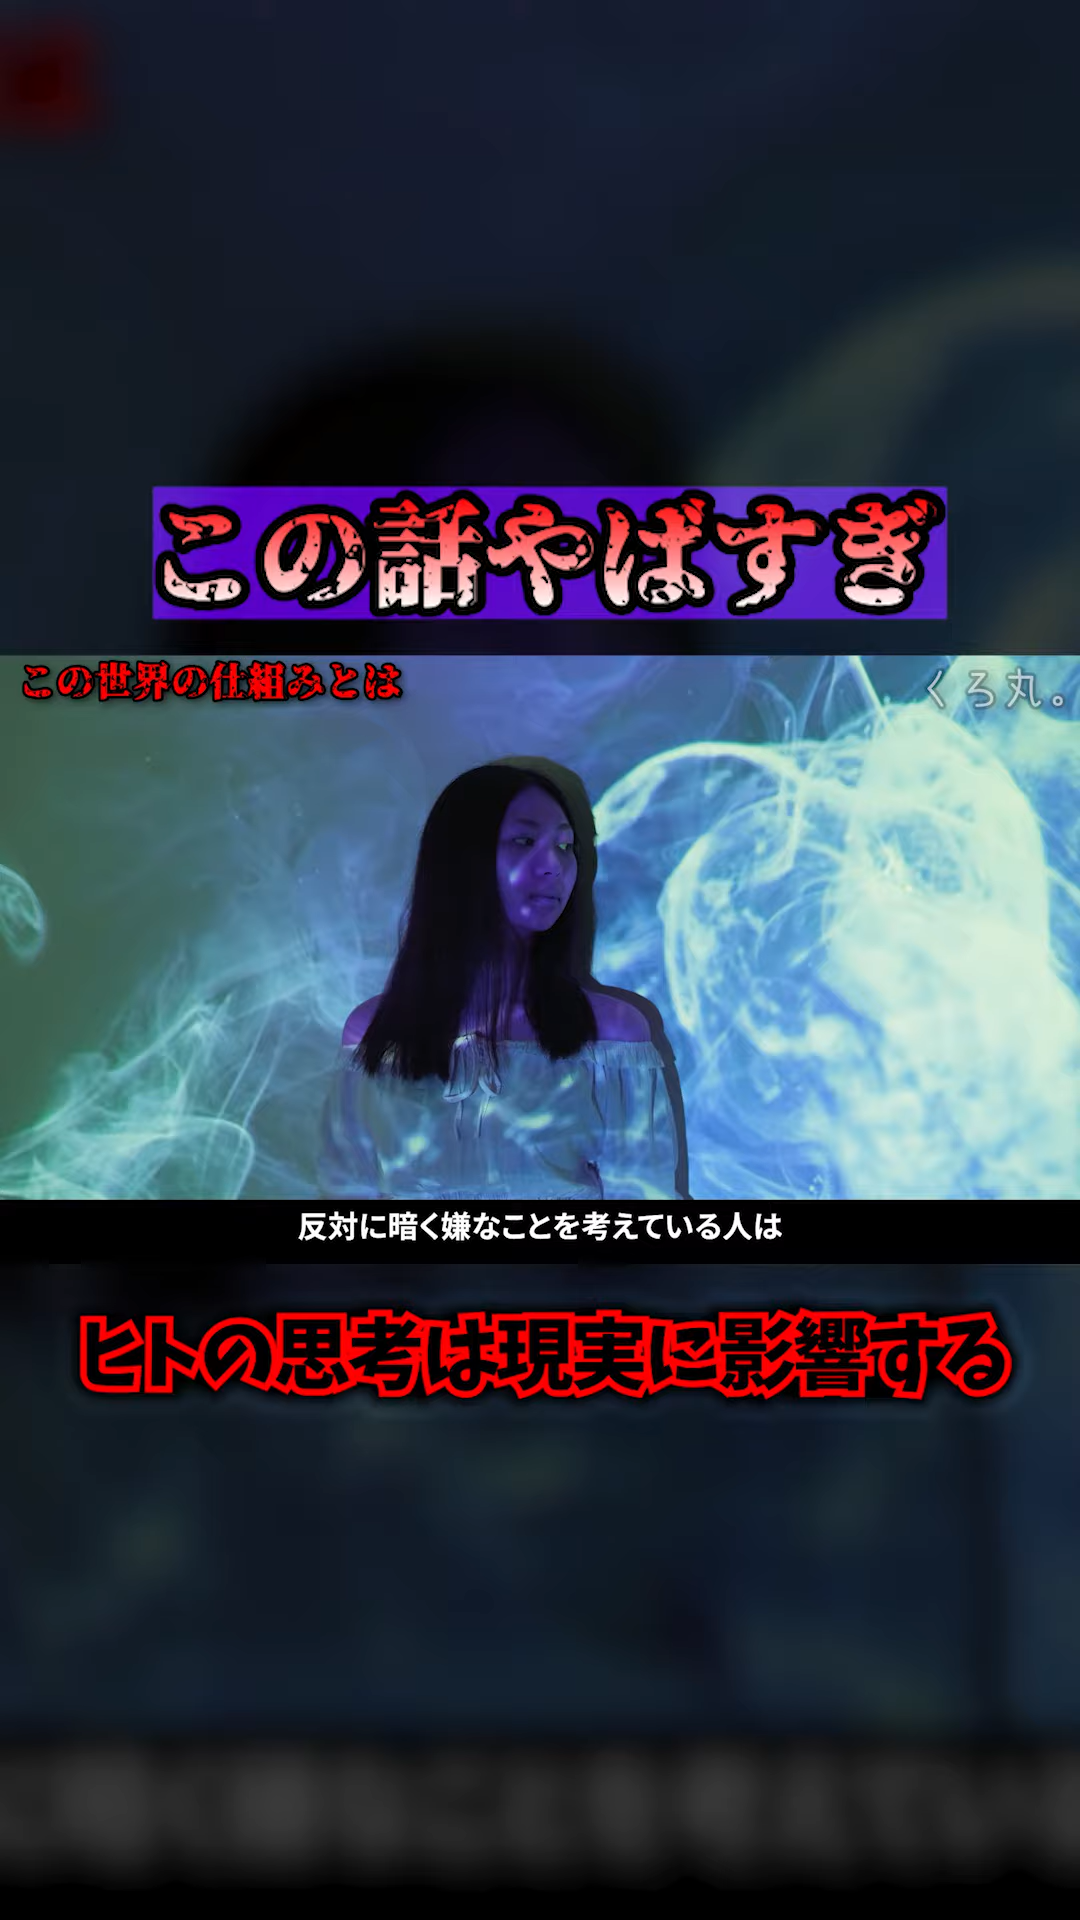 この話やばすぎ
この世界の仕組みとは
くろ丸。
反対に暗く嫌なことを考えている人は
ヒトの思考は現実に影響する